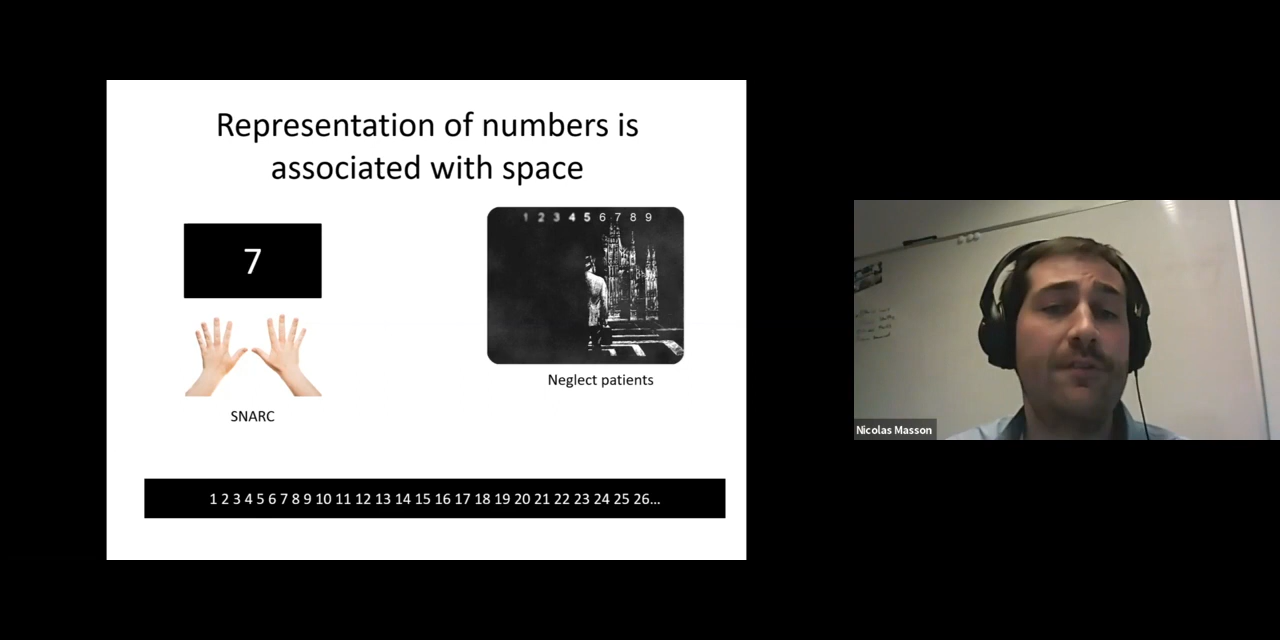 Representation of numbers is
associated with space
7
SNARC
1 2 3 4 5 6 7 8 9
Neglect patients
1 2 3 4 5 6 7 8 9 10 11 12 13 14 15 16 17 18 19 20 21 22 23 24 25 26...
Nicolas Masson